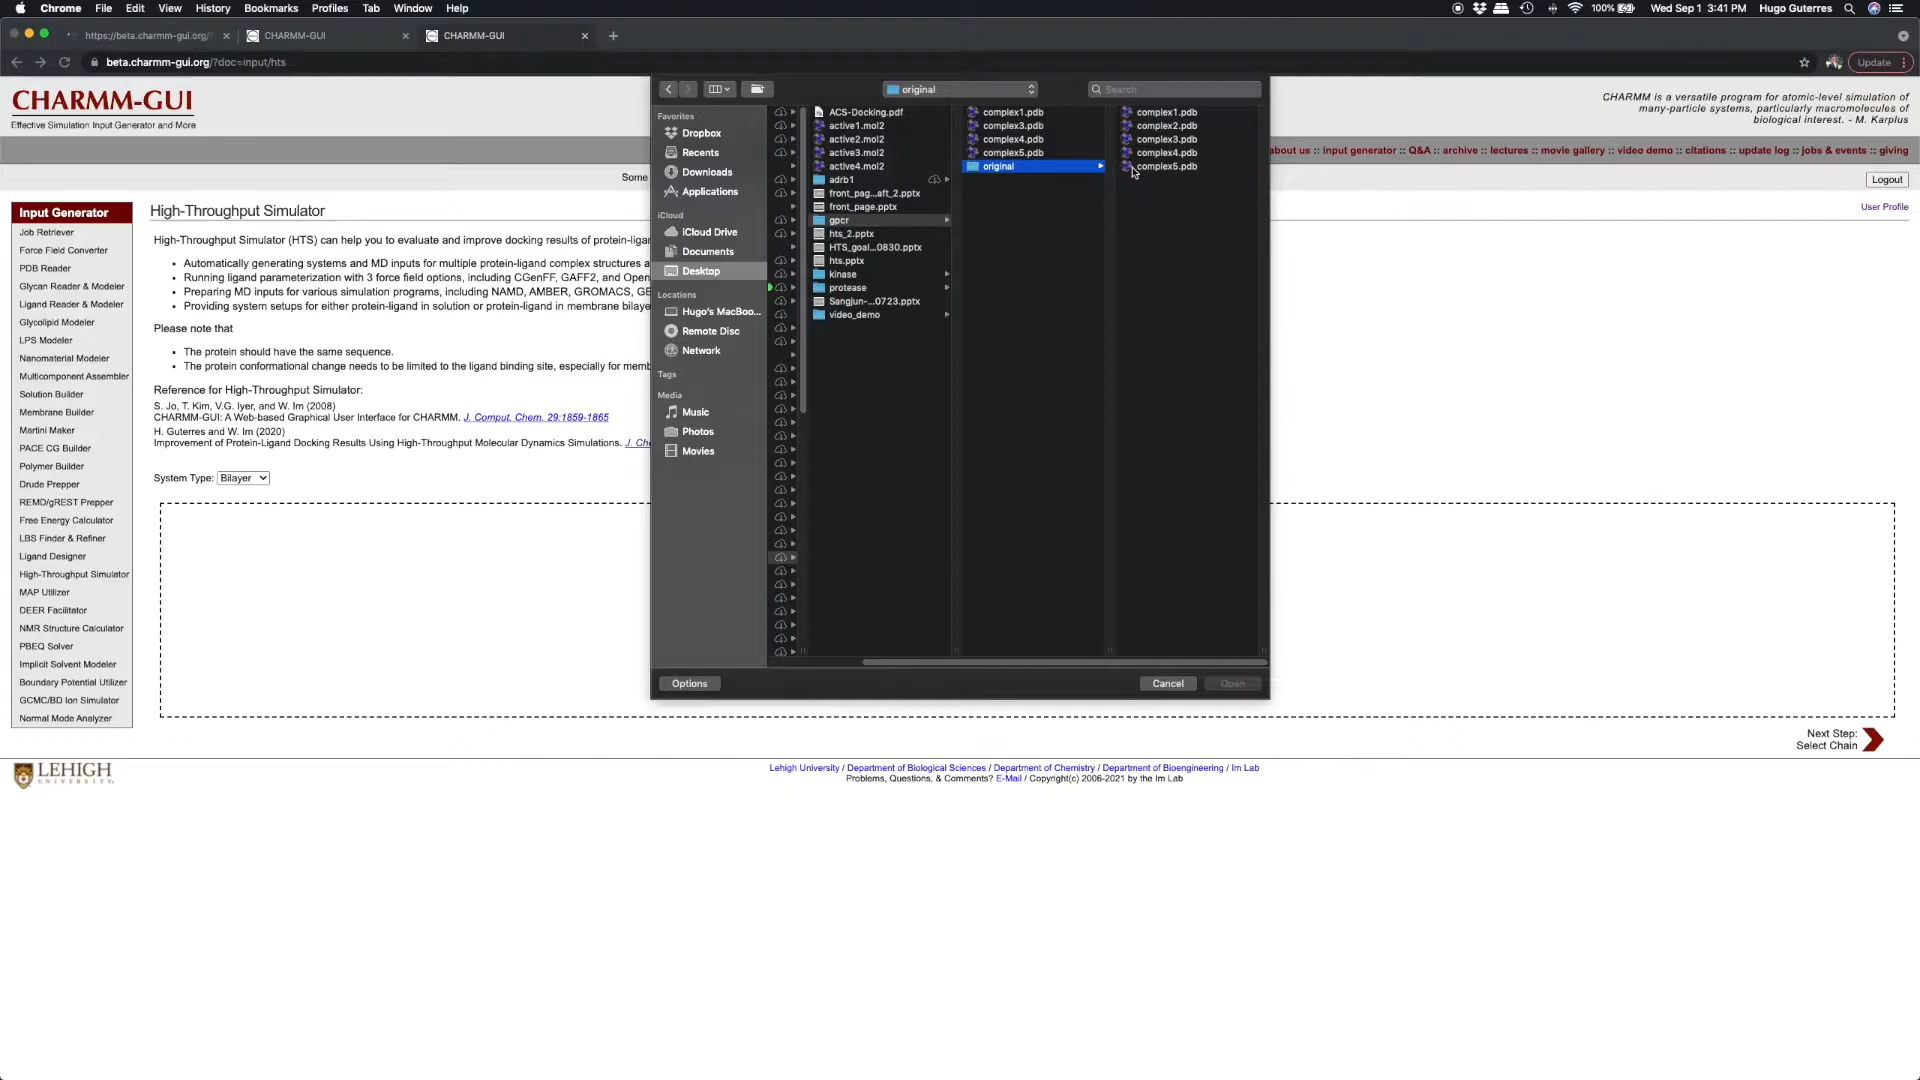 Chrome File Edit View History Bookmarks Profiles Tab Window Help
100% Wed Sep 1 3:41 PM Hugo Guterres
https://beta.charmm-gui.org/ CHARMM-GUI CHARMM-GUI
beta.charmm-gui.org/?doc=input/hts
Update
CHARMM-GUI
Effective Simulation Input Generator and More
CHARMM is a versatile program for atomic-level simulation of
many-particle systems, particularly macromolecules of
biological interest. - M. Karplus
about us :: input generator :: Q&A :: archive :: lectures :: movie gallery :: video demo :: citations :: update log :: jobs & events :: giving
Some
Logout
User Profile
Input Generator
Job Retriever
Force Field Converter
PDB Reader
Glycan Reader & Modeler
Ligand Reader & Modeler
Glycolipid Modeler
LPS Modeler
Nanomaterial Modeler
Multicomponent Assembler
Solution Builder
Membrane Builder
Martini Maker
PACE CG Builder
Polymer Builder
Drude Prepper
REMD/gREST Prepper
Free Energy Calculator
LBS Finder & Refiner
Ligand Designer
High-Throughput Simulator
MAP Utilizer
DEER Facilitator
NMR Structure Calculator
PBEQ Solver
Implicit Solvent Modeler
Boundary Potential Utilizer
GCMC/BD Ion Simulator
Normal Mode Analyzer
High-Throughput Simulator
High-Throughput Simulator (HTS) can help you to evaluate and improve docking results of protein-liga
Automatically generating systems and MD inputs for multiple protein-ligand complex structures a
Running ligand parameterization with 3 force field options, including CGenFF, GAFF2, and Open
Preparing MD inputs for various simulation programs, including NAMD, AMBER, GROMACS, GE
Providing system setups for either protein-ligand in solution or protein-ligand in membrane bilaye
Please note that
The protein should have the same sequence.
The protein conformational change needs to be limited to the ligand binding site, especially for memb
Reference for High-Throughput Simulator:
S. Jo, T. Kim, V.G. Iyer, and W. Im (2008)
CHARMM-GUI: A Web-based Graphical User Interface for CHARMM. J. Comput. Chem. 29:1859-1865
H. Guterres and W. Im (2020)
Improvement of Protein-Ligand Docking Results Using High-Throughput Molecular Dynamics Simulations. J. Che
System Type: Bilayer
original
Search
Favorites
Dropbox
Recents
Downloads
Applications
iCloud
iCloud Drive
Documents
Desktop
Locations
Hugo's MacBoo...
Remote Disc
Network
Tags
Media
Music
Photos
Movies
ACS-Docking.pdf
active1.mol2
active2.mol2
active3.mol2
active4.mol2
adrb1
front_pag...aft_2.pptx
front_page.pptx
gpcr
hts_2.pptx
HTS_goal...0830.pptx
hts.pptx
kinase
protease
Sangjun-...0723.pptx
video_demo
complex1.pdb
complex3.pdb
complex4.pdb
complex5.pdb
original
complex1.pdb
complex2.pdb
complex3.pdb
complex4.pdb
complex5.pdb
Options
Cancel
Open
Next Step:
Select Chain
LEHIGH
UNIVERSITY
Lehigh University / Department of Biological Sciences / Department of Chemistry / Department of Bioengineering / Im Lab
Problems, Questions, & Comments? E-Mail / Copyright(c) 2006-2021 by the Im Lab